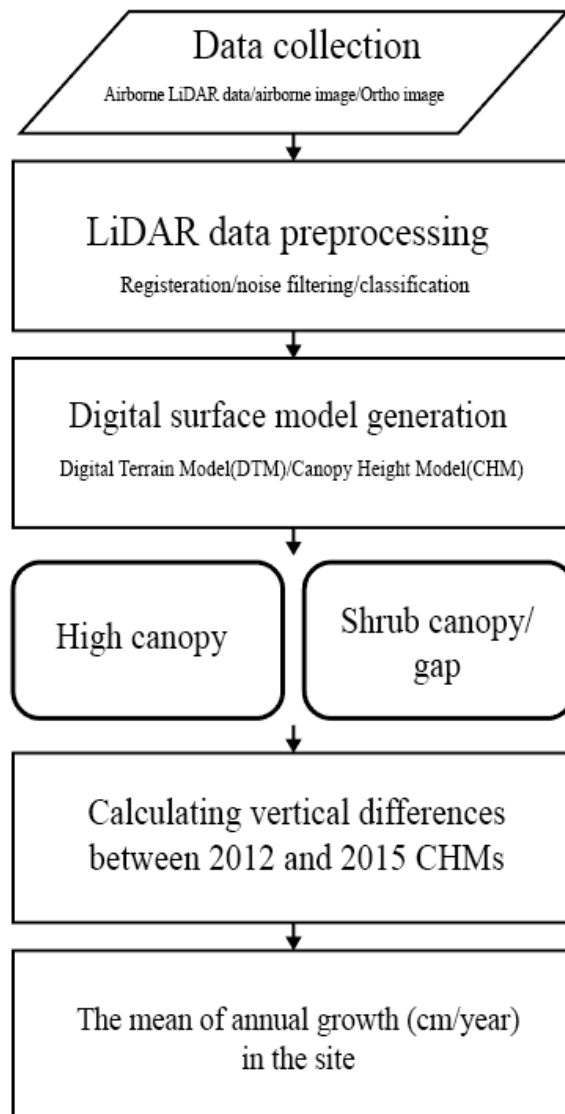 Data collection
Airborne LiDAR data/airborne image/Ortho image
LiDAR data preprocessing
Registeration/noise filtering/classification
Digital surface model generation
Digital Terrain Model(DTM)/Canopy Height Model(CHM)
High canopy
Shrub canopy/
gap
Calculating vertical differences
between 2012 and 2015 CHMs
The mean of annual growth (cm/year)
in the site